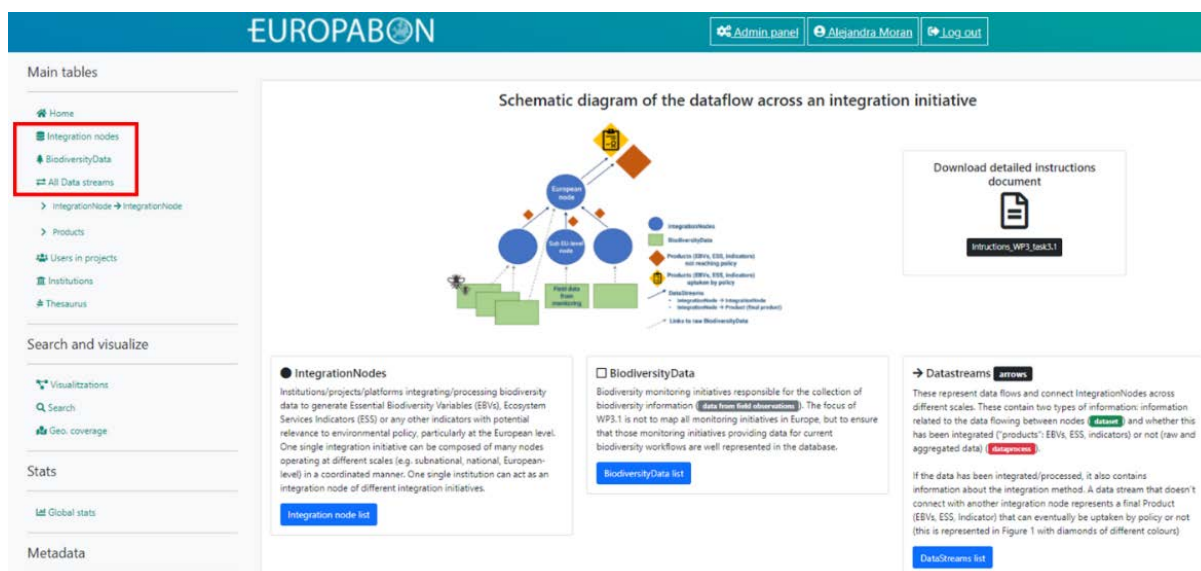 EUROPABON
Admin panel
Alejandra Moran
Log out
Main tables
Home
Integration nodes
BiodiversityData
All Data streams
IntegrationNode → IntegrationNode
Products
Users in projects
Institutions
Thesaurus
Search and visualize
Visualitzations
Search
Geo. coverage
Stats
Global stats
Metadata
Schematic diagram of the dataflow across an integration initiative
European
node
Sub EU-level
node
Field data
from
monitoring
IntegrationNodes
BiodiversityData
Products (EBVs, ESS, indicators)
not reaching policy
Products (EBVs, ESS, indicators)
uptaken by policy
DataStreams
• IntegrationNode → IntegrationNode
• IntegrationNode → Product (final product)
Links to raw BiodiversityData
Download detailed instructions
document
Intructions_WP3_task3.1
IntegrationNodes
Institutions/projects/platforms integrating/processing biodiversity
data to generate Essential Biodiversity Variables (EBVs), Ecosystem
Services Indicators (ESS) or any other indicators with potential
relevance to environmental policy, particularly at the European level.
One single integration initiative can be composed of many nodes
operating at different scales (e.g. subnational, national, European-
level) in a coordinated manner. One single institution can act as an
integration node of different integration initiatives.
Integration node list
BiodiversityData
Biodiversity monitoring initiatives responsible for the collection of
biodiversity information (data from field observations). The focus of
WP3.1 is not to map all monitoring initiatives in Europe, but to ensure
that those monitoring initiatives providing data for current
biodiversity workflows are well represented in the database.
BiodiversityData list
→ Datastreams arrows
These represent data flows and connect IntegrationNodes across
different scales. These contain two types of information: information
related to the data flowing between nodes (dataset) and whether this
has been integrated ("products": EBVs, ESS, indicators) or not (raw and
aggregated data) (dataprocess).
If the data has been integrated/processed, it also contains
information about the integration method. A data stream that doesn't
connect with another integration node represents a final Product
(EBVs, ESS, Indicator) that can eventually be uptaken by policy or not
(this is represented in Figure 1 with diamonds of different colours)
DataStreams list